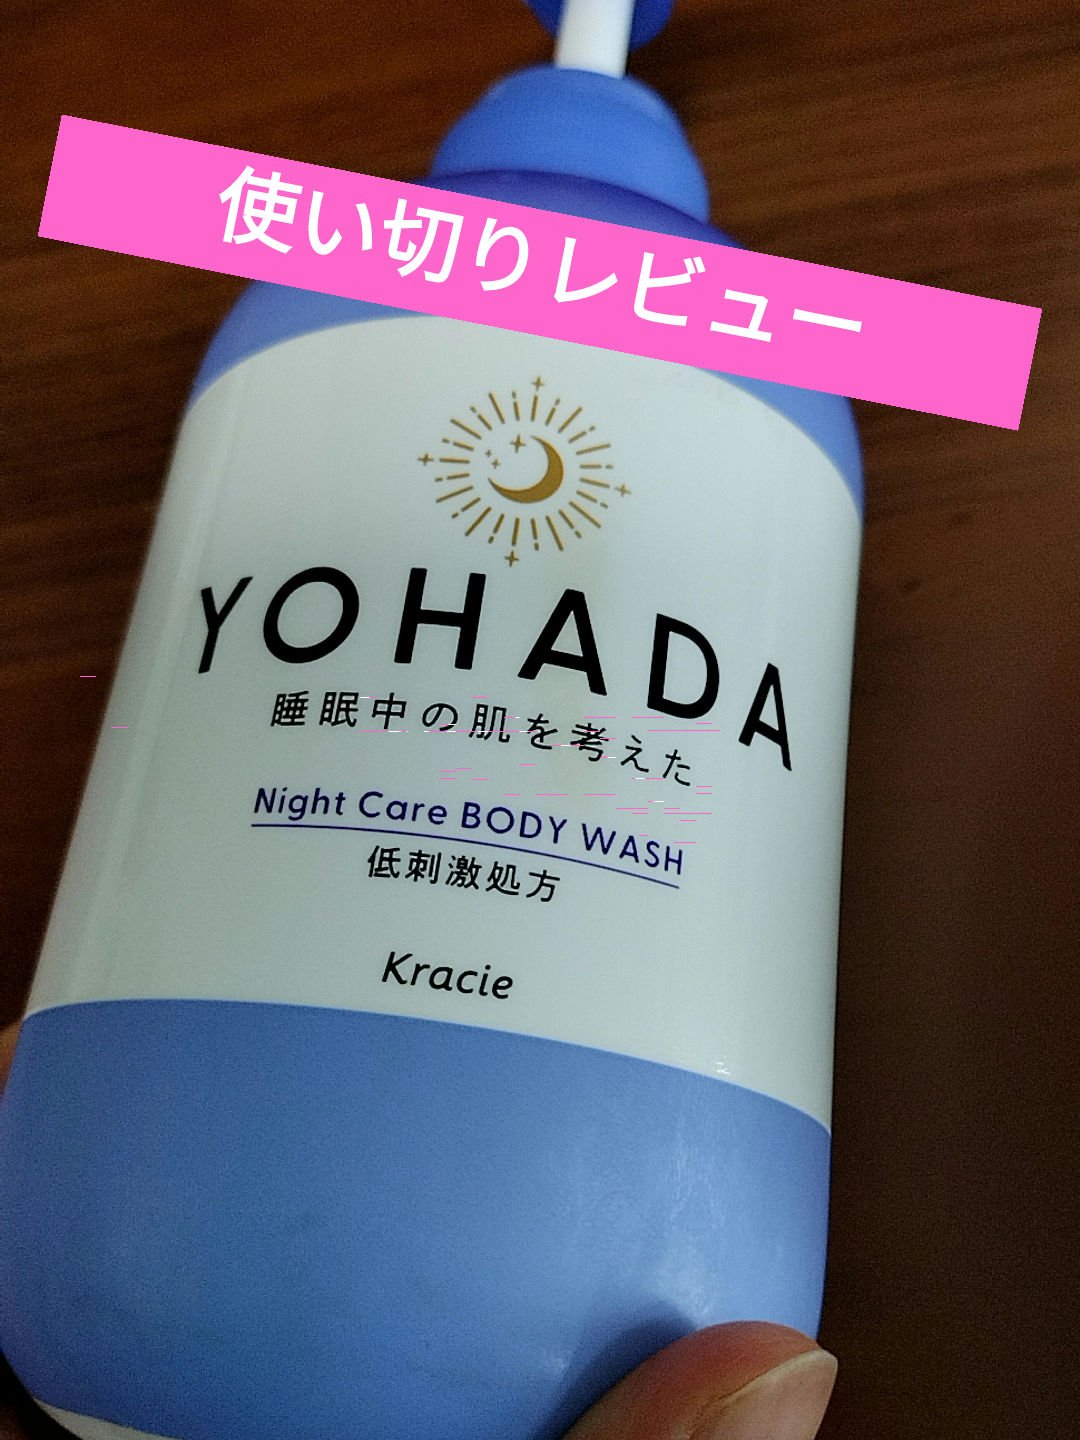 使い切りレビュー
YOHADA
睡眠中の肌を考えた
Night Care BODY WASH
低刺激処方
Kracie